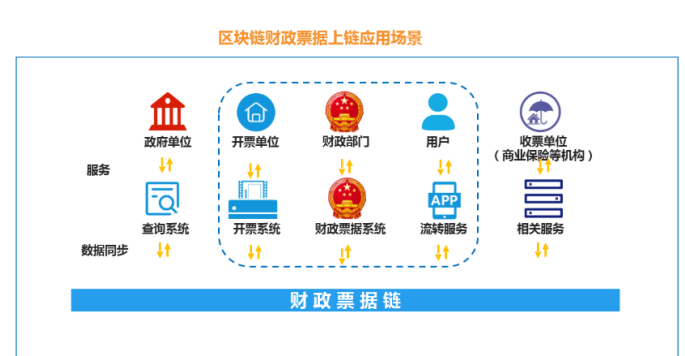 区块链财政票据上链应用场景
政府单位
开票单位
财政部门
用户
收票单位
（商业保险等机构）
服务
APP
查询系统
开票系统
财政票据系统
流转服务
相关服务
数据同步
财政票据链